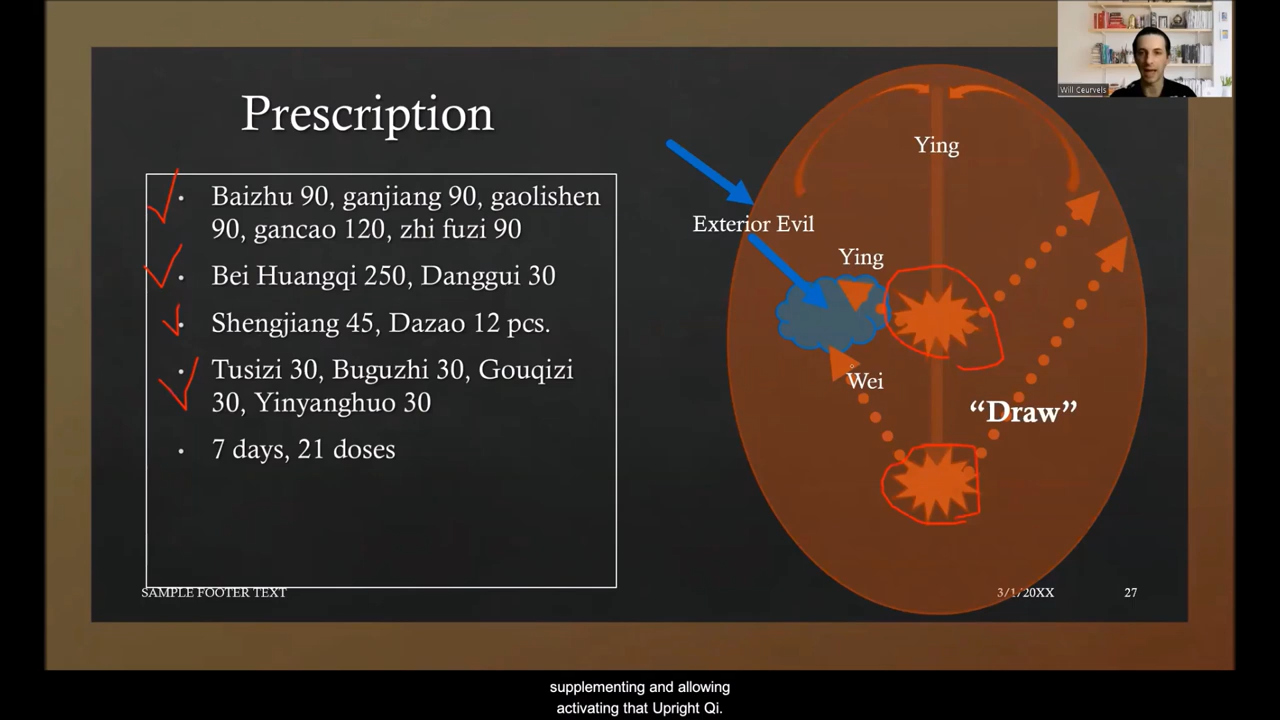 Prescription
Baizhu 90, ganjiang 90, gaolishen
90, gancao 120, zhi fuzi 90
Bei Huangqi 250, Danggui 30
Shengjiang 45, Dazao 12 pcs.
Tusizi 30, Buguzhi 30, Gouqizi
30, Yinyanghuo 30
7 days, 21 doses
SAMPLE FOOTER TEXT
Will Ceurvels
Ying
Exterior Evil
Ying
Wei
“Draw”
3/1/20XX
27
supplementing and allowing
activating that Upright Qi.